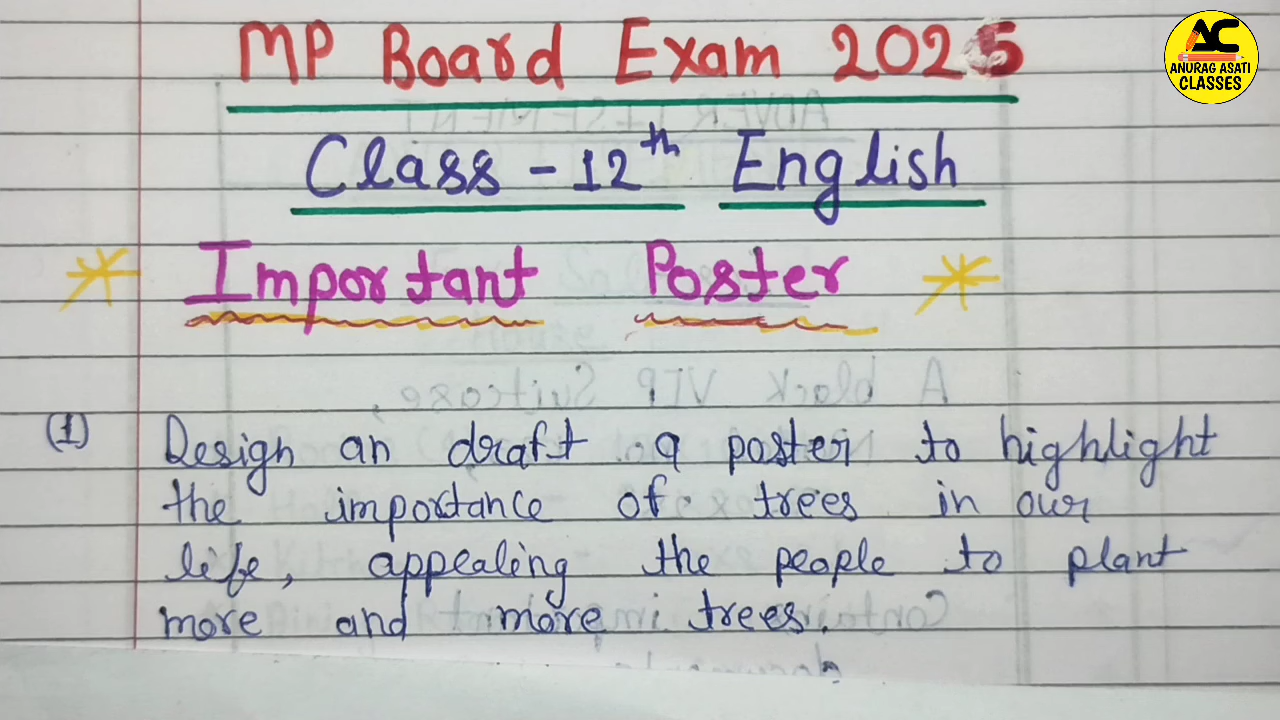 MP Board Exam 2025
AC
ANURAG ASATI
CLASSES
Class - 12th English
Important Poster
(1) Design an draft a poster to highlight
the importance of trees in our
life, appealing the people to plant
more and more trees.